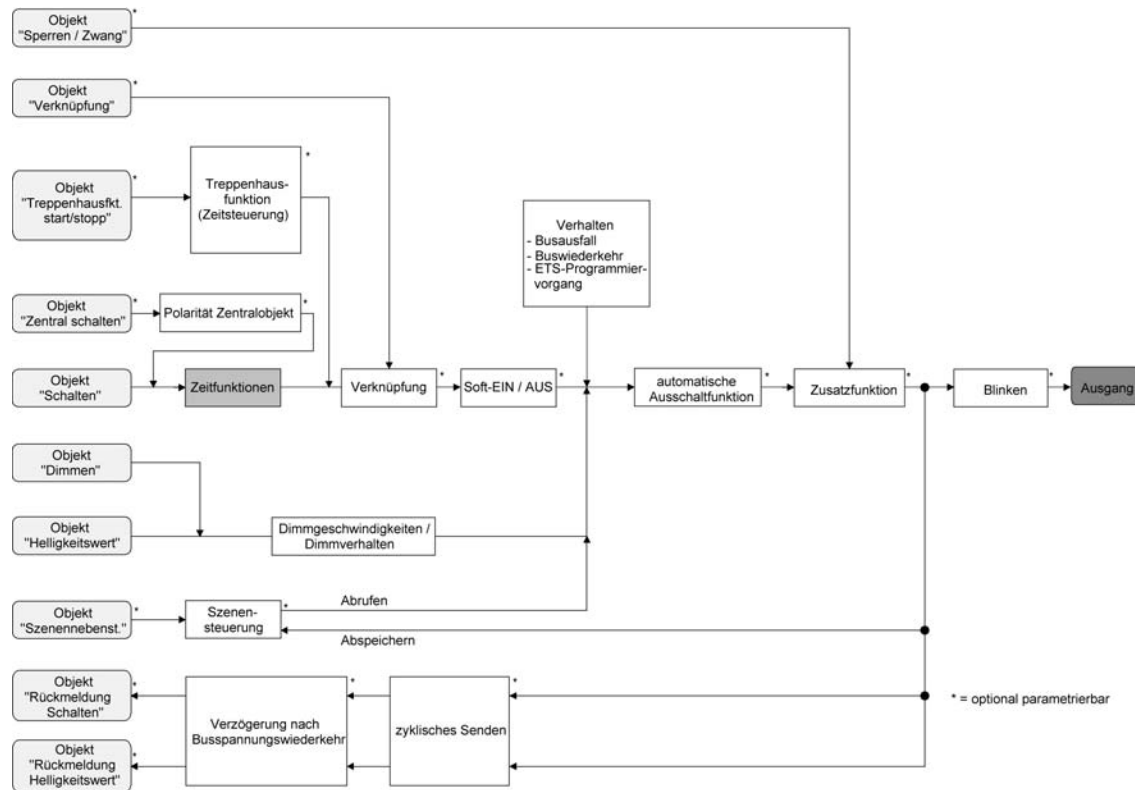 Objekt
"Sperren / Zwang"
*
Objekt
"Verknüpfung"
*
Objekt
"Treppenhausfkt.
start/stopp"
*
Treppenhaus-
funktion
(Zeitsteuerung)
*
Verhalten
- Busausfall
- Buswiederkehr
- ETS-Programmier-
vorgang
Objekt
"Zentral schalten"
*
Polarität Zentralobjekt
*
Objekt
"Schalten"
Zeitfunktionen
Verknüpfung
*
Soft-EIN / AUS
*
automatische
Ausschaltfunktion
*
Zusatzfunktion
*
Blinken
*
Ausgang
Objekt
"Dimmen"
Objekt
"Helligkeitswert"
Dimmgeschwindigkeiten /
Dimmverhalten
Objekt
"Szenennebenst."
*
Szenen-
steuerung
*
Abrufen
Abspeichern
Objekt
"Rückmeldung
Schalten"
*
Verzögerung nach
Busspannungswiederkehr
*
zyklisches Senden
*
* = optional parametrierbar
Objekt
"Rückmeldung
Helligkeitswert"
*